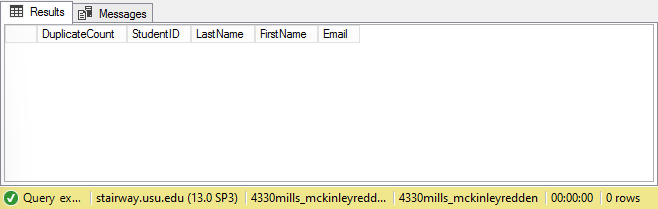 Results Messages
DuplicateCount StudentID LastName FirstName Email
Query ex... stairway.usu.edu (13.0 SP3) 4330mills_mckinleyredd... 4330mills_mckinleyredden 00:00:00 0 rows